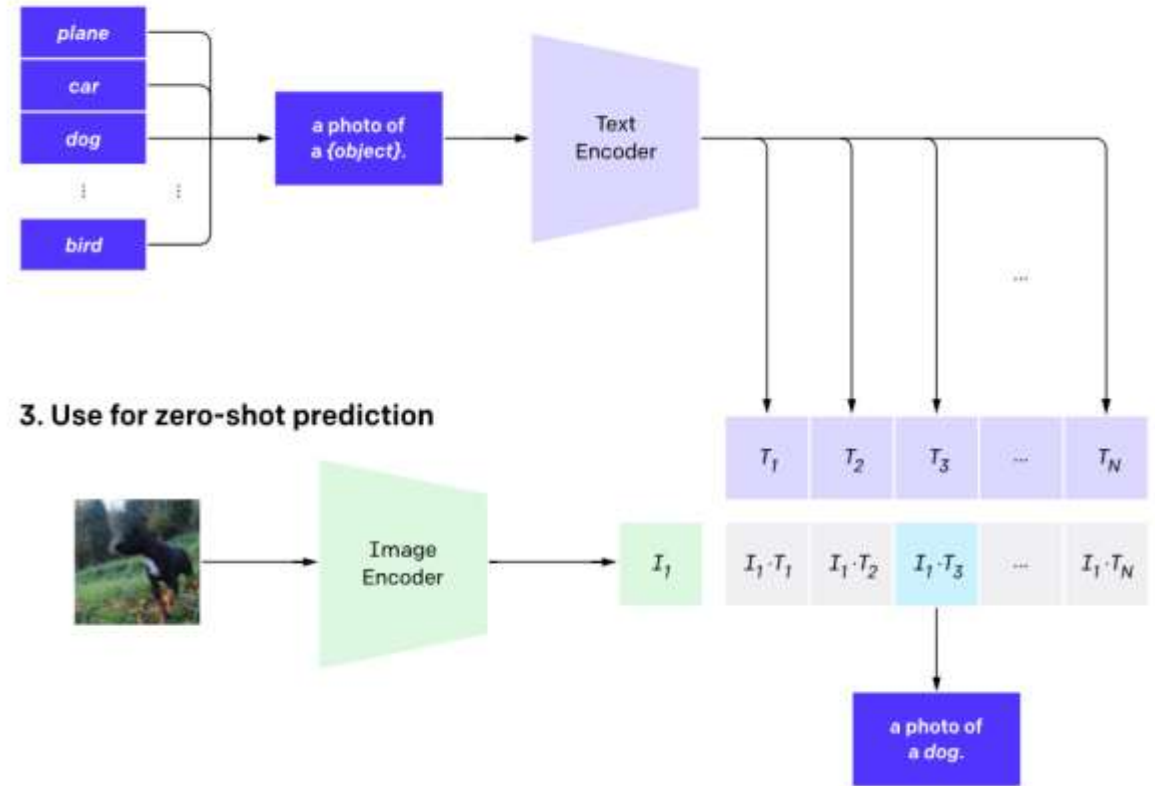 plane
car
dog
⋮ ⋮
bird
a photo of
a {object}.
Text
Encoder
...
3. Use for zero-shot prediction
T1 T2 T3 ... TN
Image
Encoder
I1
I1·T1 I1·T2 I1·T3 ... I1·TN
a photo of
a dog.